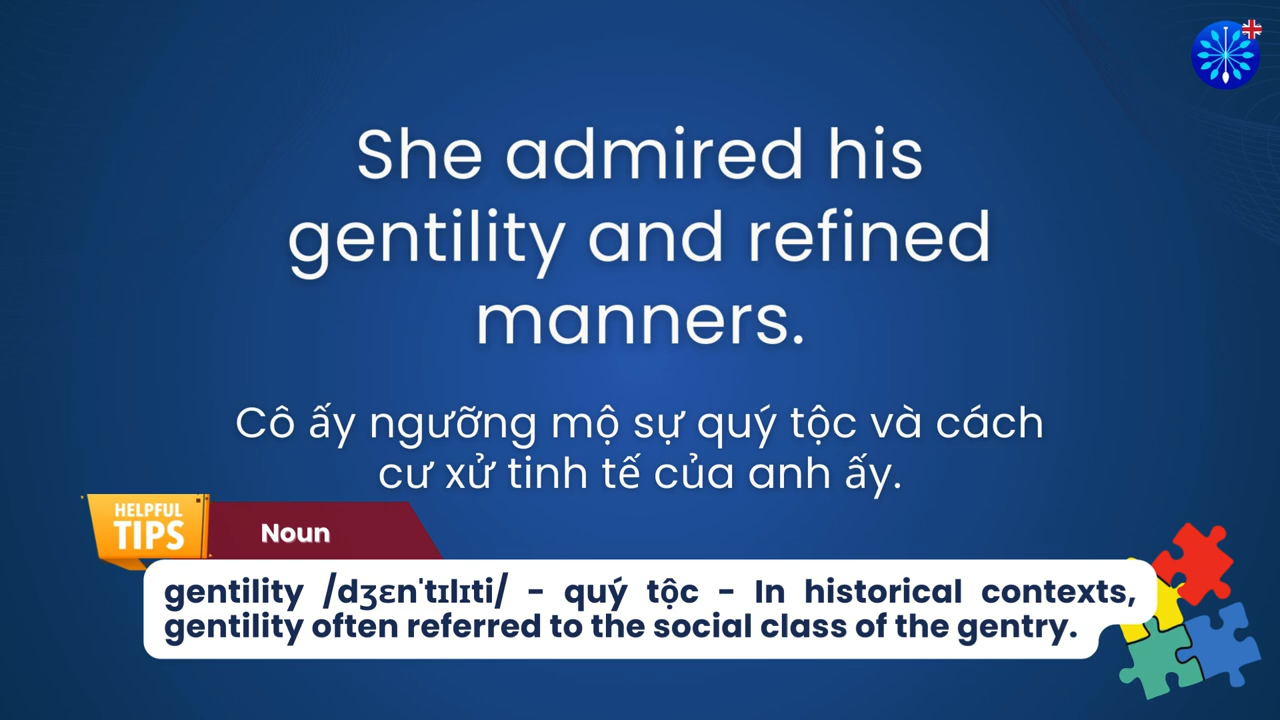 She admired his
gentility and refined
manners.
Cô ấy ngưỡng mộ sự quý tộc và cách
cư xử tinh tế của anh ấy.
HELPFUL
TIPS
Noun
gentility /dʒɛnˈtɪlɪti/ - quý tộc - In historical contexts,
gentility often referred to the social class of the gentry.